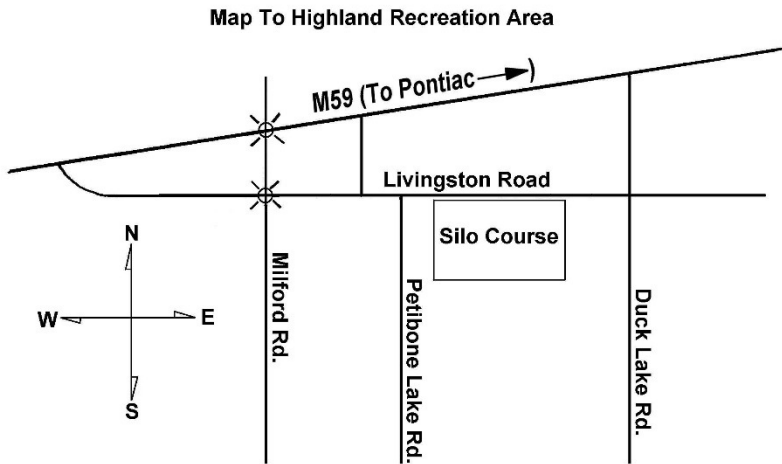 Map To Highland Recreation Area
M59 (To Pontiac )
Livingston Road
Silo Course
N
W
E
S
Milford Rd.
Petibone Lake Rd.
Duck Lake Rd.